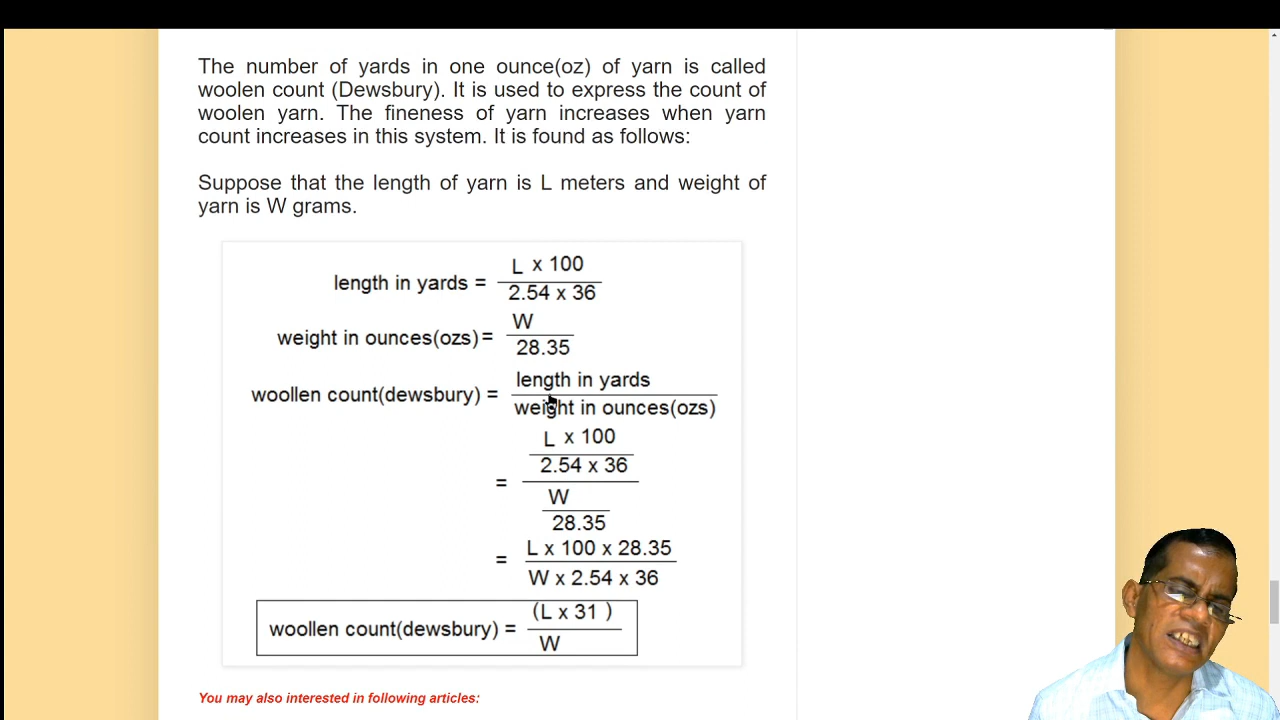 The number of yards in one ounce(oz) of yarn is called
woolen count (Dewsbury). It is used to express the count of
woolen yarn. The fineness of yarn increases when yarn
count increases in this system. It is found as follows:
Suppose that the length of yarn is L meters and weight of
yarn is W grams.
L x 100
length in yards =
2.54 x 36
W
weight in ounces(ozs)=
28.35
length in yards
woollen count(dewsbury) =
weight in ounces(ozs)
L x 100
2.54 x 36
=
W
28.35
L x 100 x 28.35
=
W x 2.54 x 36
(L x 31 )
woollen count(dewsbury) =
W
You may also interested in following articles: